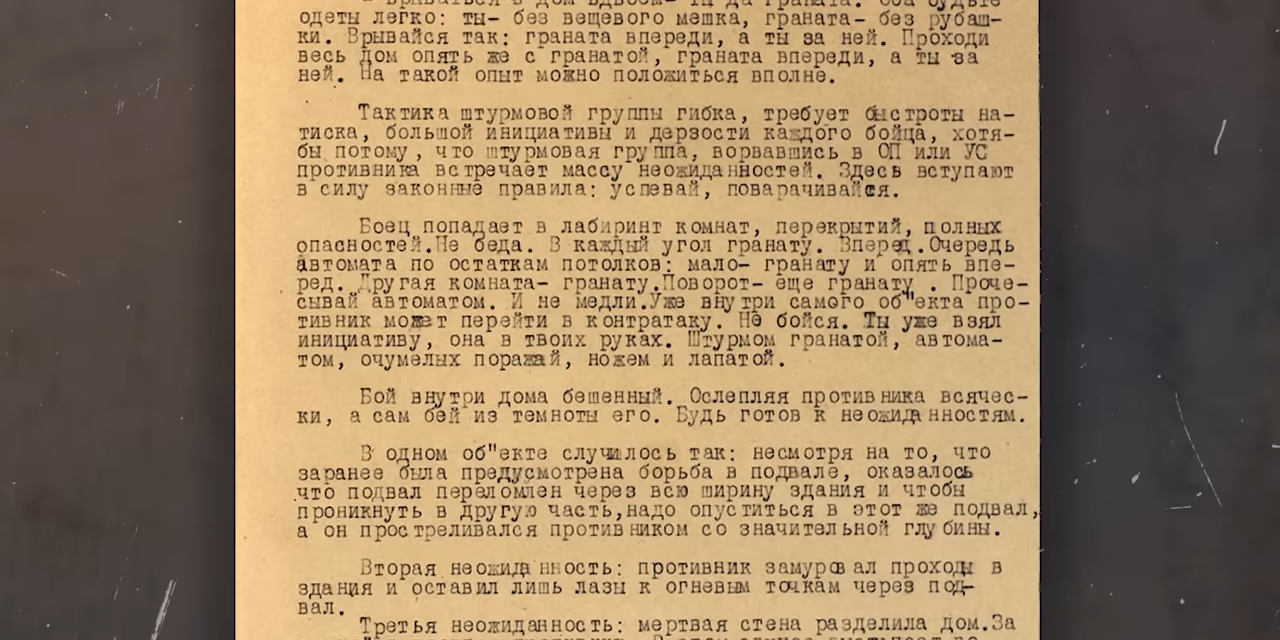 одеты легко: ты- без вещевого мешка, граната- без рубаш-
ки. Врывайся так: граната впереди, а ты за ней. Проходи
весь дом опять же с гранатой, граната впереди, а ты за
ней. На такой опыт можно положиться вполне.
Тактика штурмовой группы гибка, требует быстроты на-
тиска, большой инициативы и дерзости каждого бойца, хотя-
бы потому, что штурмовая группа, ворвавшись в ОП или УС
противника встречает массу неожиданностей. Здесь вступают
в силу законные правила: успевай, поварачивайся.
Боец попадает в лабиринт комнат, перекрытий, полных
опасностей.Не беда. В каждый угол гранату. Вперед.Очередь
автомата по остаткам потолков: мало- гранату и опять впе-
ред. Другая комната- гранату.Поворот- еще гранату . Проче-
сывай автоматом. И не медли.Уже внутри самого об"екта про-
тивник может перейти в контратаку. Не бойся. Ты уже взял
инициативу, она в твоих руках. Штурмом гранатой, автома-
том, очумелых поражай, ножем и лапатой.
Бой внутри дома бешенный. Ослепляя противника всячес-
ки, а сам бей из темноты его. Будь готов к неожиданностям.
В одном об"екте случилось так: несмотря на то, что
заранее была предусмотрена борьба в подвале, оказалось
что подвал переломлен через всю ширину здания и чтобы
проникнуть в другую часть,надо опуститься в этот же подвал,
а он простреливался противником со значительной глубины.
Вторая неожиданность: противник замуровал проходы в
здания и оставил лишь лазы к огневым точкам через под-
вал.
Третья неожиданность: мертвая стена разделила дом.За